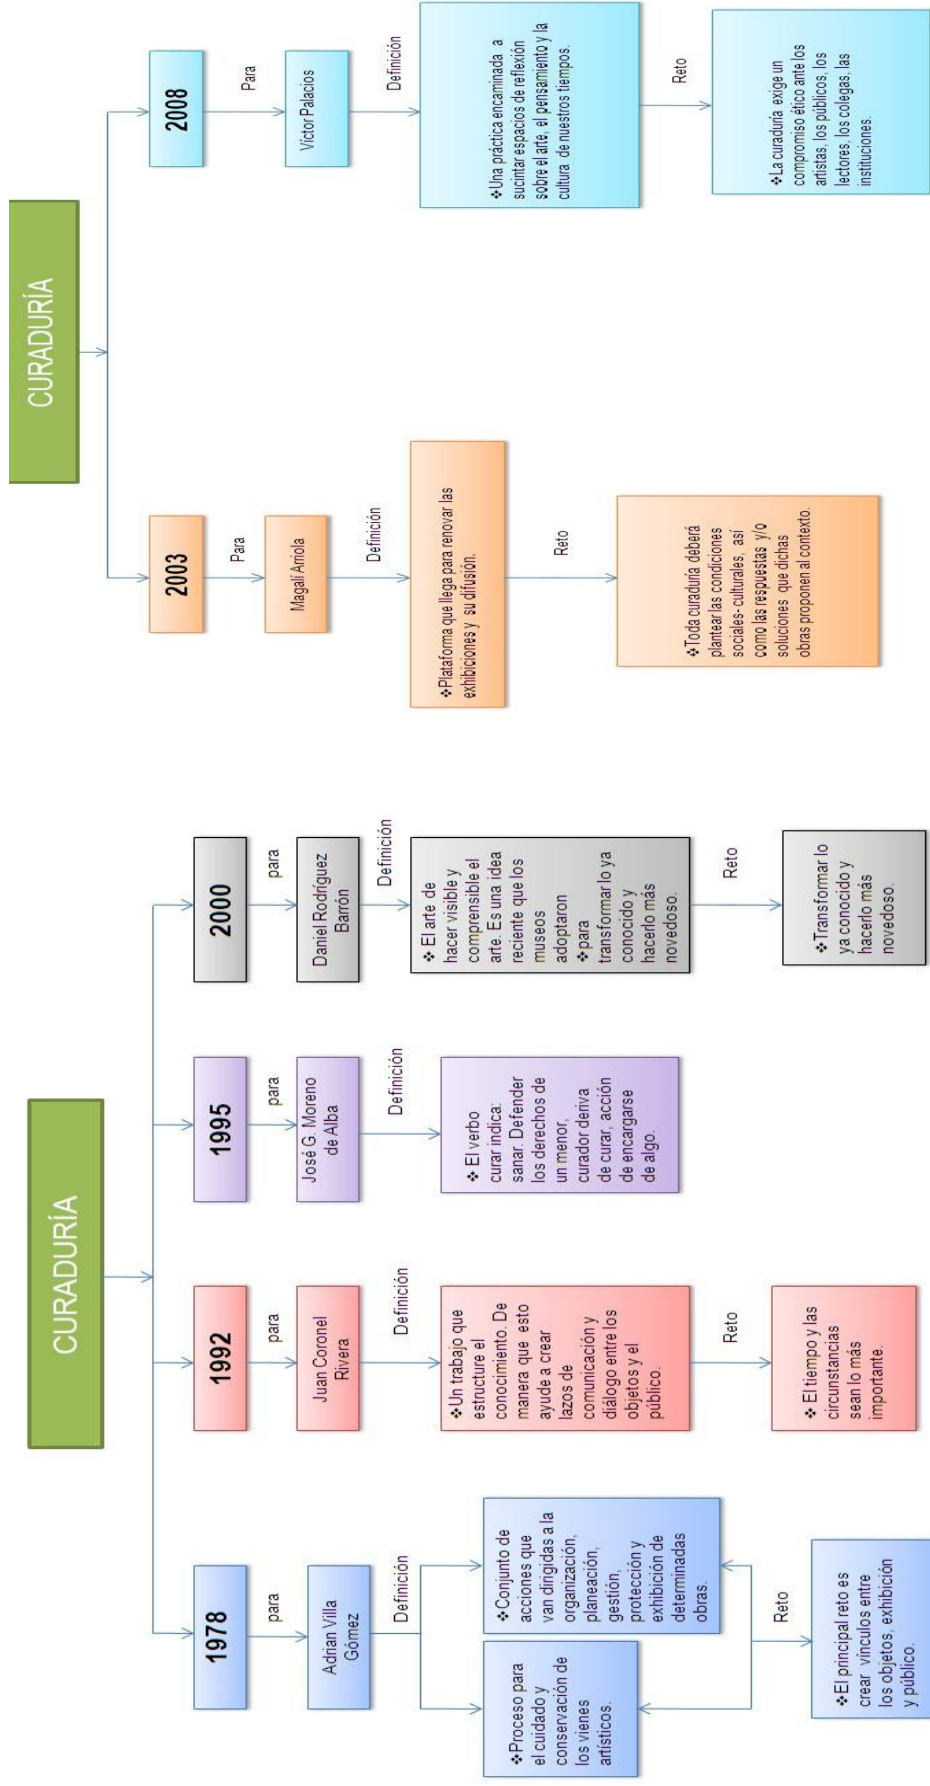 CURADURÍA
1978
para
Adrian Villa
Gómez
Definición
❖Proceso para
el cuidado y
conservación de
los vienes
artísticos.
❖Conjunto de
acciones que
van dirigidas a la
organización,
planeación,
gestión,
protección y
exhibición de
determinadas
obras.
Reto
❖El principal reto es
crear vínculos entre
los objetos, exhibición
y público.
1992
para
Juan Coronel
Rivera
Definición
❖Un trabajo que
estructure el
conocimiento. De
manera que esto
ayude a crear
lazos de
comunicación y
diálogo entre los
objetos y el
público.
Reto
❖ El tiempo y las
circunstancias
sean lo más
importante.
1995
para
José G. Moreno
de Alba
Definición
❖ El verbo
curar indica:
sanar. Defender
los derechos de
un menor,
curador deriva
de curar, acción
de encargarse
de algo.
2000
para
Daniel Rodríguez
Barrón
Definición
❖ El arte de
hacer visible y
comprensible el
arte. Es una idea
reciente que los
museos
adoptaron
❖para
transformar lo ya
conocido y
hacerlo más
novedoso.
Reto
❖Transformar lo
ya conocido y
hacerlo más
novedoso.
CURADURÍA
2003
Para
Magalí Arriola
Definición
❖Plataforma que llega para renovar las
exhibiciones y su difusión.
Reto
❖Toda curaduría deberá
plantear las condiciones
sociales- culturales, así
como las respuestas y/o
soluciones que dichas
obras proponen al contexto.
2008
Para
Víctor Palacios
Definición
❖Una práctica encaminada a
sucintar espacios de reflexión
sobre el arte, el pensamiento y la
cultura de nuestros tiempos.
Reto
❖La curaduría exige un
compromiso ético ante los
artistas, los públicos, los
lectores, los colegas, las
instituciones.